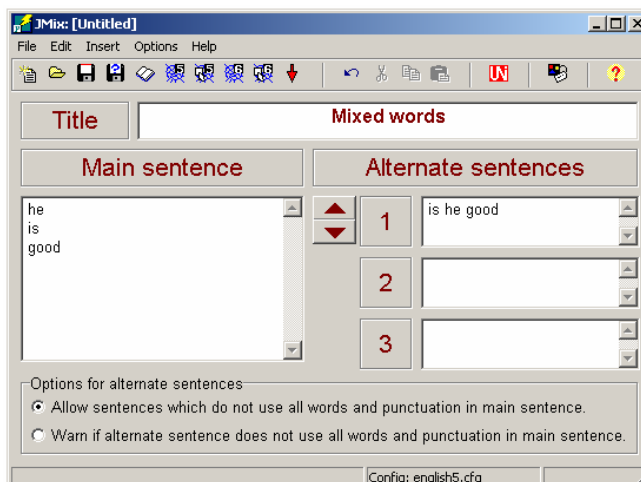 JMix: [Untitled]
File Edit Insert Options Help
Title
Mixed words
Main sentence
Alternate sentences
he
is
good
1
is he good
2
3
Options for alternate sentences
Allow sentences which do not use all words and punctuation in main sentence.
Warn if alternate sentence does not use all words and punctuation in main sentence.
Config: english5.cfg